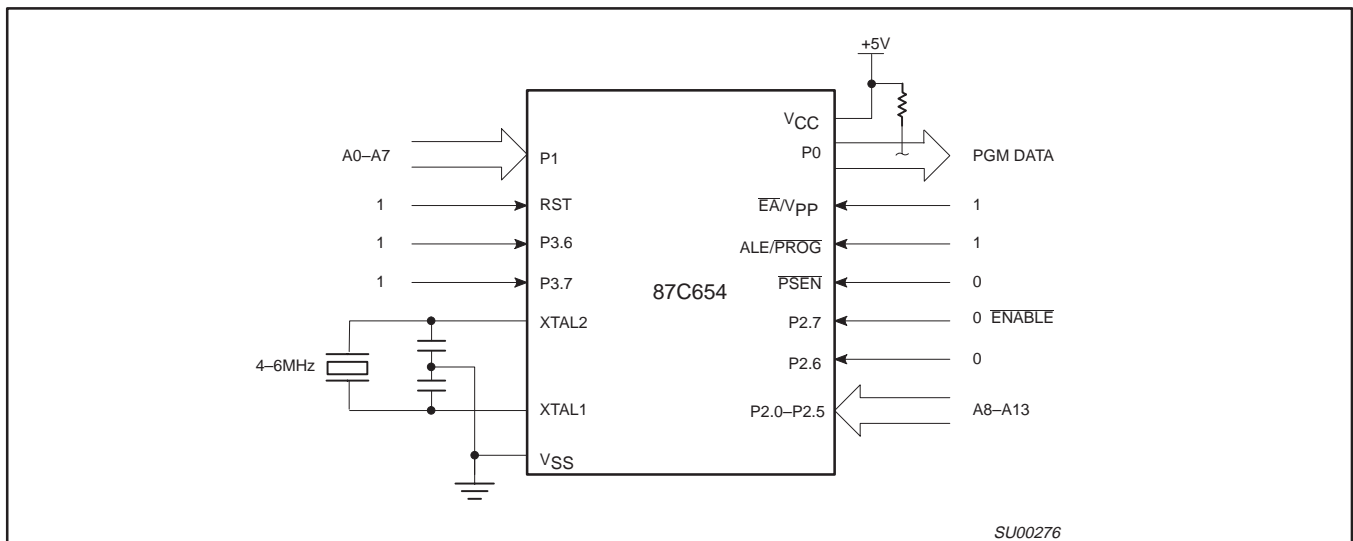 +5V
VCC
A0–A7
P1
P0
PGM DATA
1
RST
EA/VPP
1
1
P3.6
ALE/PROG
1
1
P3.7
PSEN
0
87C654
XTAL2
P2.7
0 ENABLE
4–6MHz
P2.6
0
XTAL1
P2.0–P2.5
A8–A13
VSS
SU00276